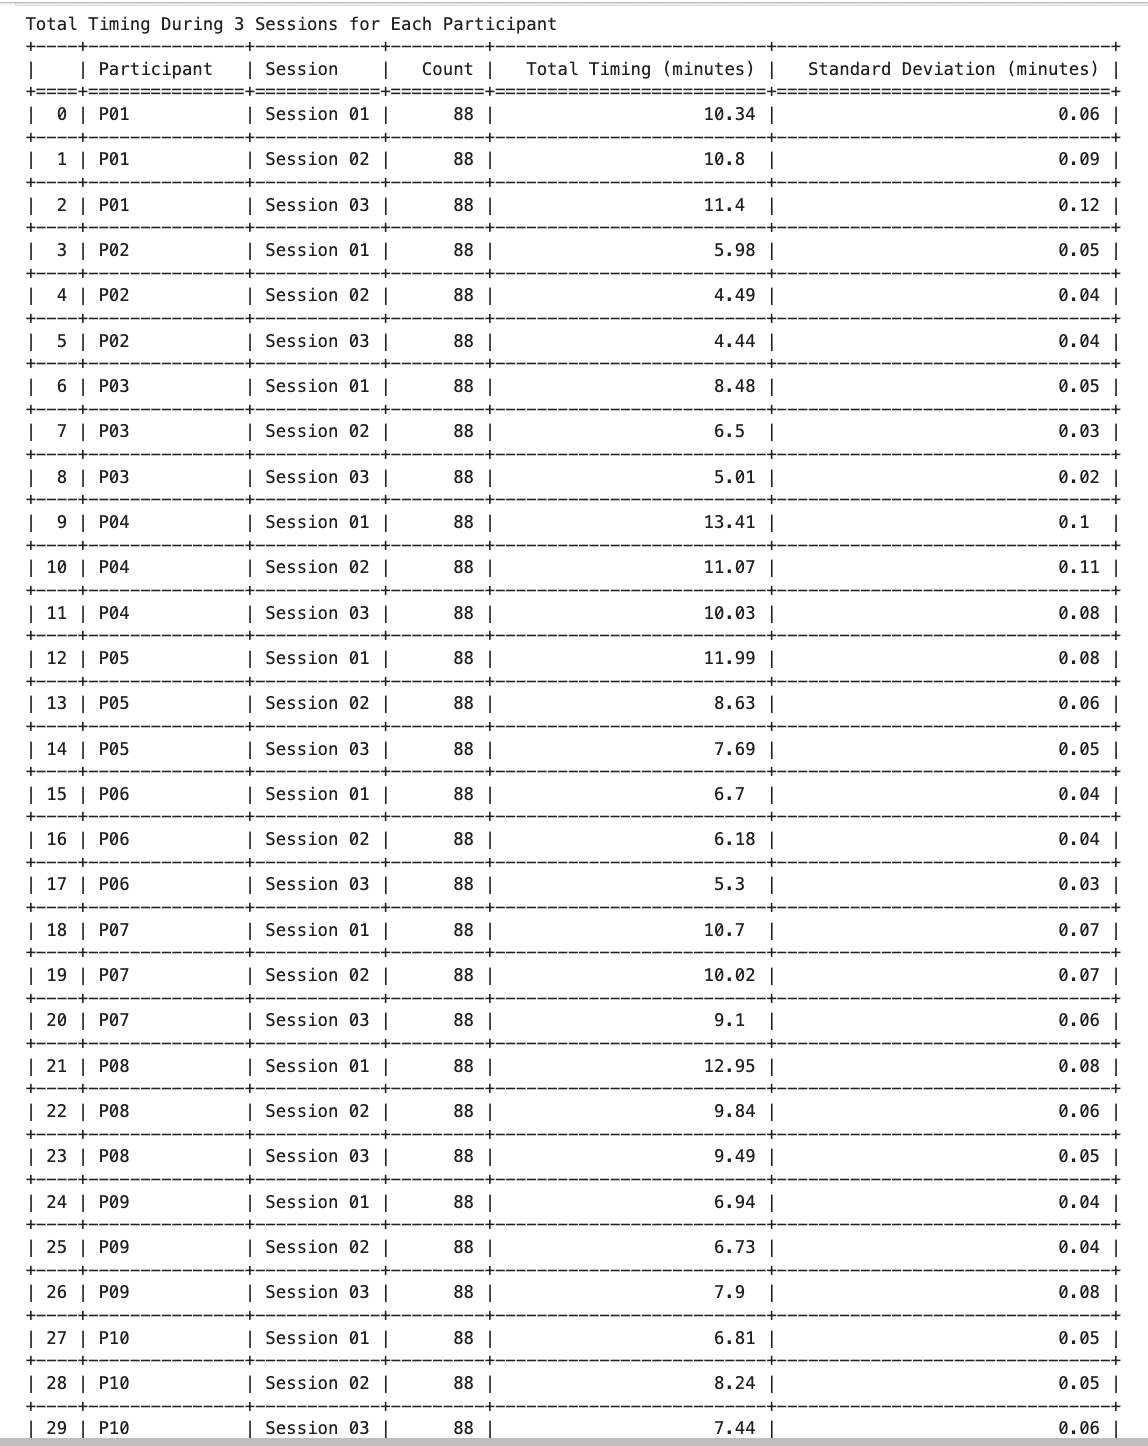 Total Timing During 3 Sessions for Each Participant
| | Participant | Session | Count | Total Timing (minutes) | Standard Deviation (minutes) |
| 0 | P01 | Session 01 | 88 | 10.34 | 0.06 |
| 1 | P01 | Session 02 | 88 | 10.8 | 0.09 |
| 2 | P01 | Session 03 | 88 | 11.4 | 0.12 |
| 3 | P02 | Session 01 | 88 | 5.98 | 0.05 |
| 4 | P02 | Session 02 | 88 | 4.49 | 0.04 |
| 5 | P02 | Session 03 | 88 | 4.44 | 0.04 |
| 6 | P03 | Session 01 | 88 | 8.48 | 0.05 |
| 7 | P03 | Session 02 | 88 | 6.5 | 0.03 |
| 8 | P03 | Session 03 | 88 | 5.01 | 0.02 |
| 9 | P04 | Session 01 | 88 | 13.41 | 0.1 |
| 10 | P04 | Session 02 | 88 | 11.07 | 0.11 |
| 11 | P04 | Session 03 | 88 | 10.03 | 0.08 |
| 12 | P05 | Session 01 | 88 | 11.99 | 0.08 |
| 13 | P05 | Session 02 | 88 | 8.63 | 0.06 |
| 14 | P05 | Session 03 | 88 | 7.69 | 0.05 |
| 15 | P06 | Session 01 | 88 | 6.7 | 0.04 |
| 16 | P06 | Session 02 | 88 | 6.18 | 0.04 |
| 17 | P06 | Session 03 | 88 | 5.3 | 0.03 |
| 18 | P07 | Session 01 | 88 | 10.7 | 0.07 |
| 19 | P07 | Session 02 | 88 | 10.02 | 0.07 |
| 20 | P07 | Session 03 | 88 | 9.1 | 0.06 |
| 21 | P08 | Session 01 | 88 | 12.95 | 0.08 |
| 22 | P08 | Session 02 | 88 | 9.84 | 0.06 |
| 23 | P08 | Session 03 | 88 | 9.49 | 0.05 |
| 24 | P09 | Session 01 | 88 | 6.94 | 0.04 |
| 25 | P09 | Session 02 | 88 | 6.73 | 0.04 |
| 26 | P09 | Session 03 | 88 | 7.9 | 0.08 |
| 27 | P10 | Session 01 | 88 | 6.81 | 0.05 |
| 28 | P10 | Session 02 | 88 | 8.24 | 0.05 |
| 29 | P10 | Session 03 | 88 | 7.44 | 0.06 |